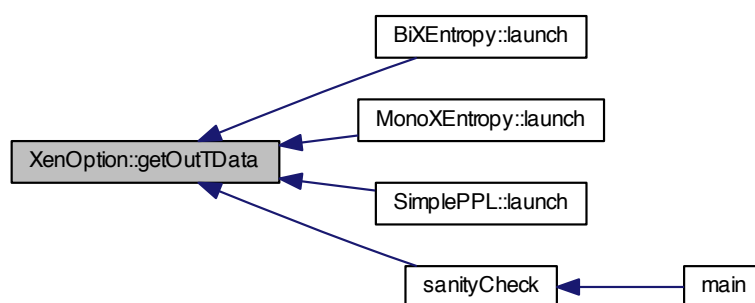 BiXEntropy::launch
MonoXEntropy::launch
XenOption::getOutTData
SimplePPL::launch
sanityCheck
main